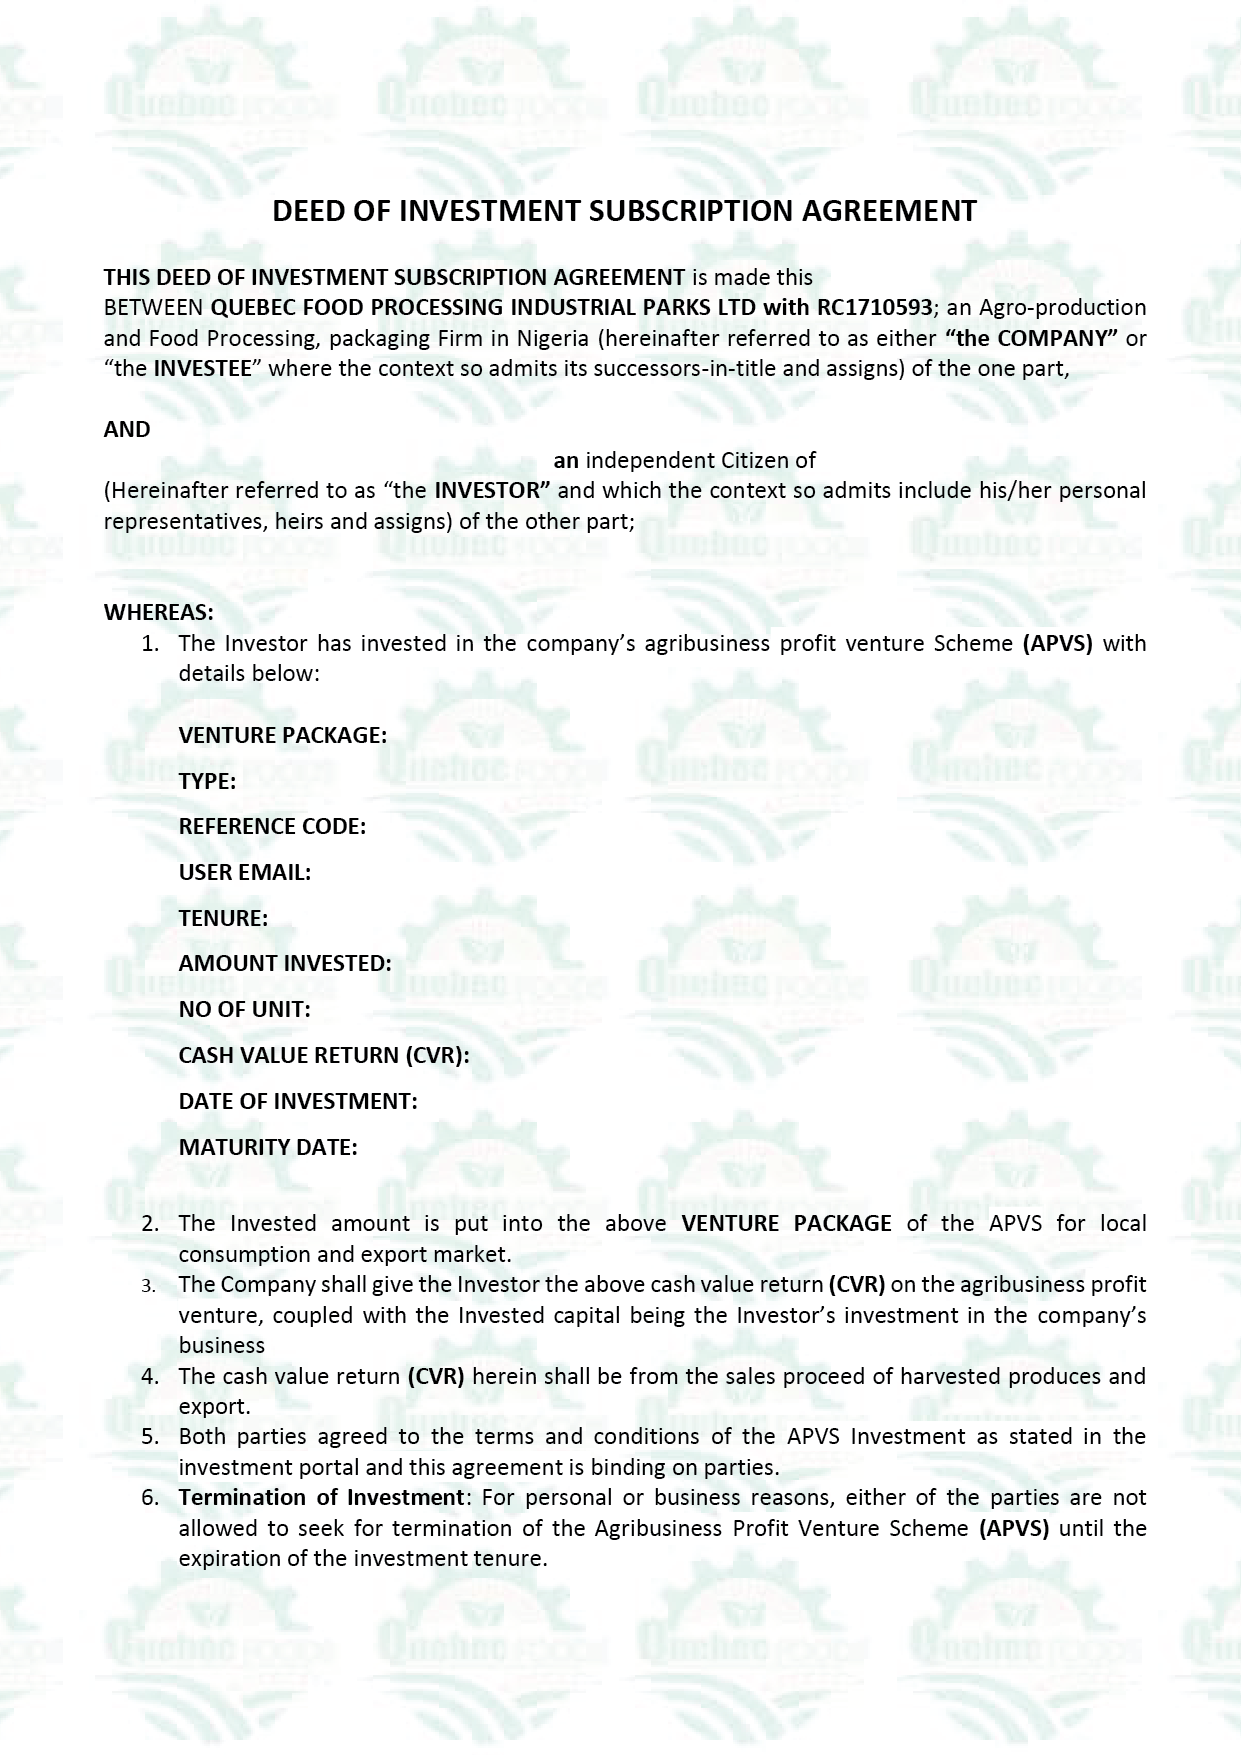 DEED OF INVESTMENT SUBSCRIPTION AGREEMENT
THIS DEED OF INVESTMENT SUBSCRIPTION AGREEMENT is made this
BETWEEN QUEBEC FOOD PROCESSING INDUSTRIAL PARKS LTD with RC1710593; an Agro-production
and Food Processing, packaging Firm in Nigeria (hereinafter referred to as either “the COMPANY” or
“the INVESTEE” where the context so admits its successors-in-title and assigns) of the one part,
AND
an independent Citizen of
(Hereinafter referred to as “the INVESTOR” and which the context so admits include his/her personal
representatives, heirs and assigns) of the other part;
WHEREAS:
1. The Investor has invested in the company’s agribusiness profit venture Scheme (APVS) with
details below:
VENTURE PACKAGE:
TYPE:
REFERENCE CODE:
USER EMAIL:
TENURE:
AMOUNT INVESTED:
NO OF UNIT:
CASH VALUE RETURN (CVR):
DATE OF INVESTMENT:
MATURITY DATE:
2. The Invested amount is put into the above VENTURE PACKAGE of the APVS for local
consumption and export market.
3. The Company shall give the Investor the above cash value return (CVR) on the agribusiness profit
venture, coupled with the Invested capital being the Investor’s investment in the company’s
business
4. The cash value return (CVR) herein shall be from the sales proceed of harvested produces and
export.
5. Both parties agreed to the terms and conditions of the APVS Investment as stated in the
investment portal and this agreement is binding on parties.
6. Termination of Investment: For personal or business reasons, either of the parties are not
allowed to seek for termination of the Agribusiness Profit Venture Scheme (APVS) until the
expiration of the investment tenure.